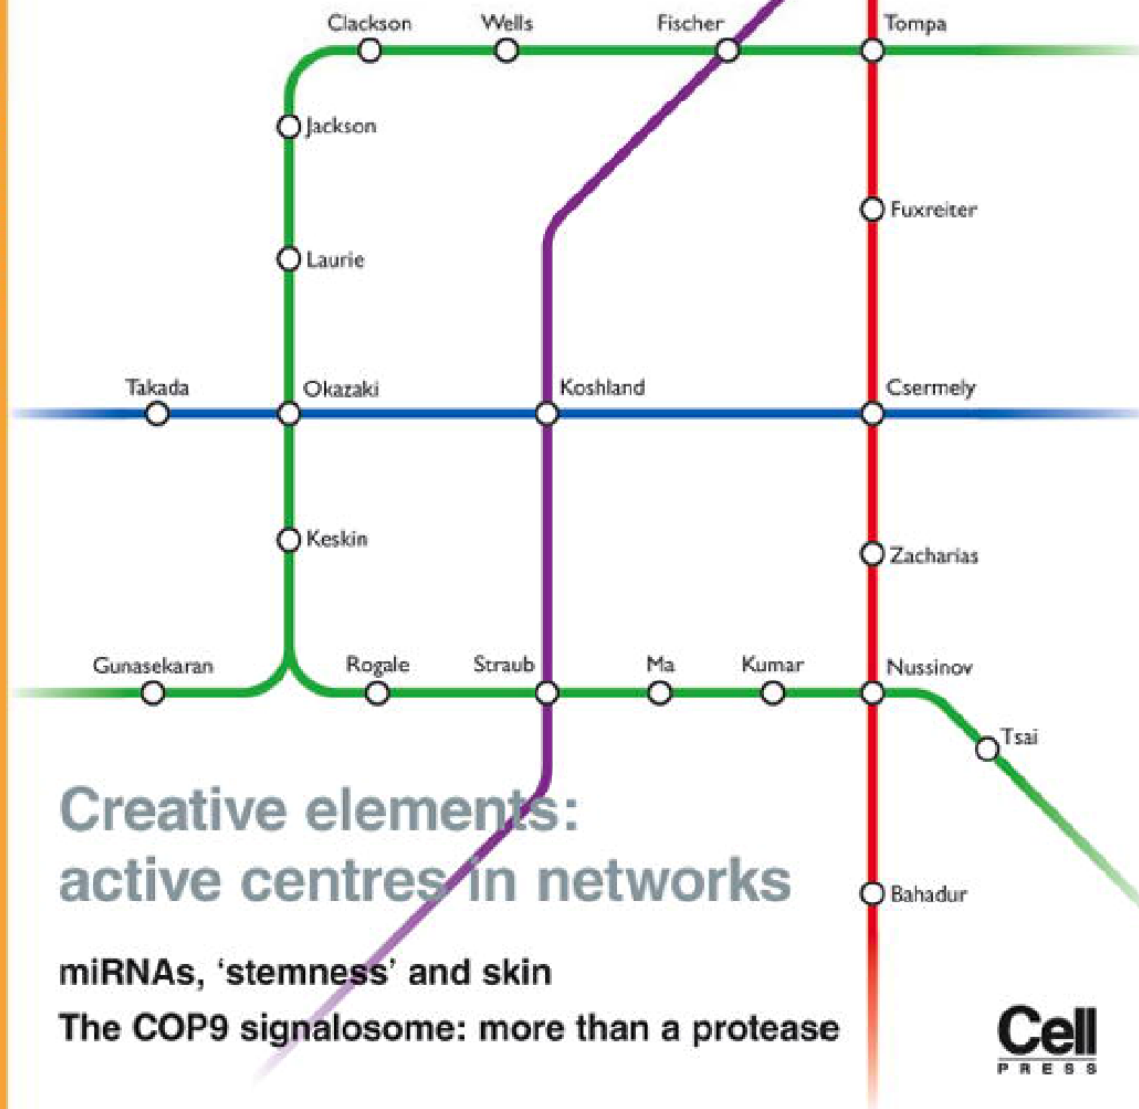 Clackson Wells Fischer Tompa
Jackson
Fuxreiter
Laurie
Takada Okazaki Koshland Csermely
Keskin
Zacharias
Gunasekaran Rogale Straub Ma Kumar Nussinov
Tsai
Creative elements:
active centres in networks
Bahadur
miRNAs, ‘stemness’ and skin
The COP9 signalosome: more than a protease
Cell
PRESS